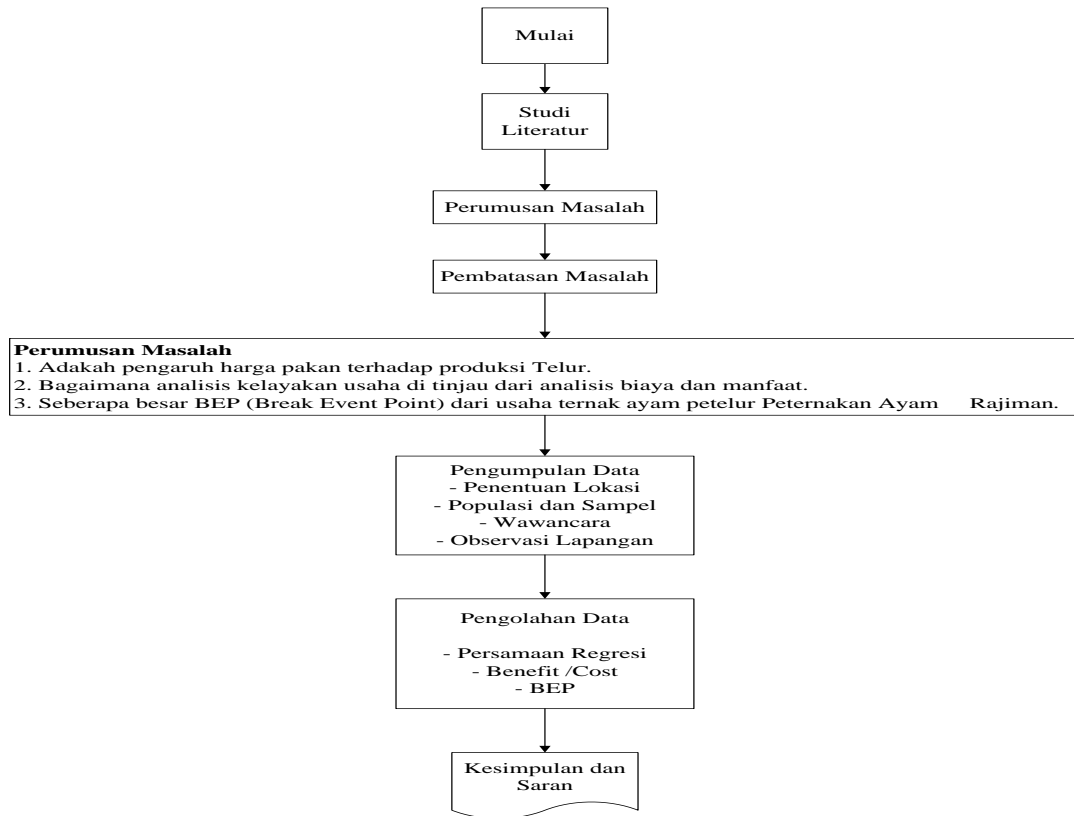 Mulai
Studi
Literatur
Perumusan Masalah
Pembatasan Masalah
Perumusan Masalah
1. Adakah pengaruh harga pakan terhadap produksi Telur.
2. Bagaimana analisis kelayakan usaha di tinjau dari analisis biaya dan manfaat.
3. Seberapa besar BEP (Break Event Point) dari usaha ternak ayam petelur Peternakan Ayam Rajiman.
Pengumpulan Data
- Penentuan Lokasi
- Populasi dan Sampel
- Wawancara
- Observasi Lapangan
Pengolahan Data
- Persamaan Regresi
- Benefit /Cost
- BEP
Kesimpulan dan
Saran